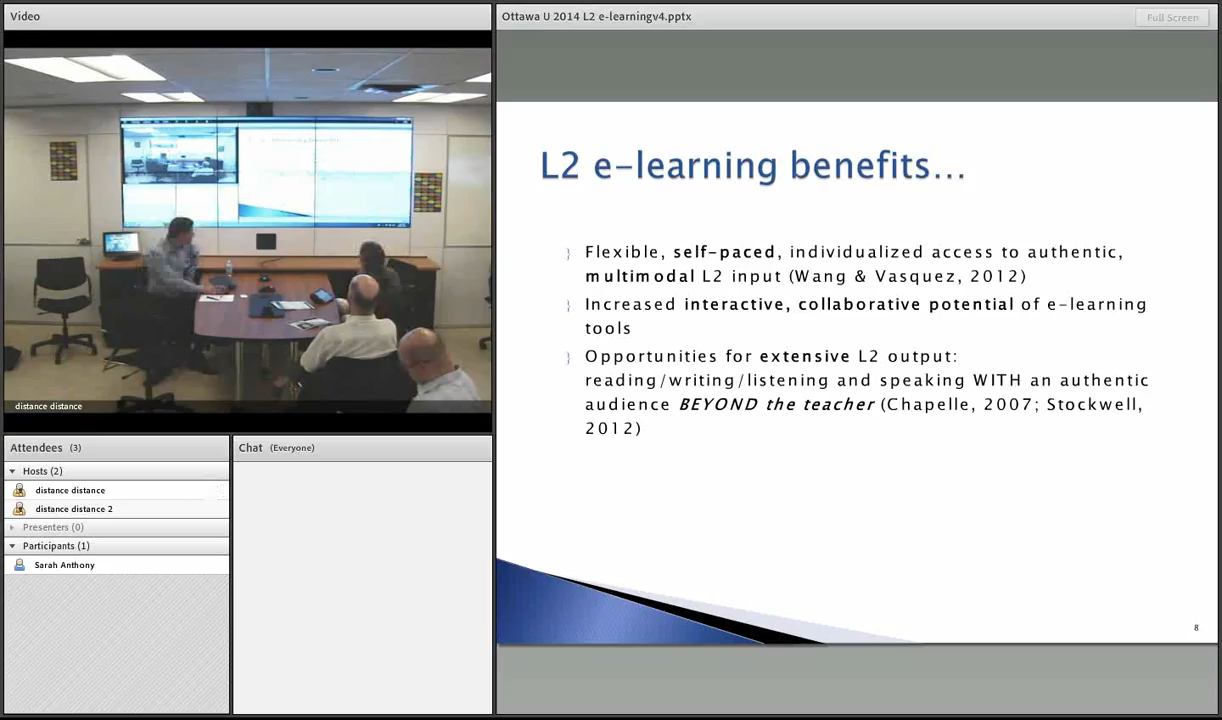 Video
Ottawa U 2014 L2 e-learningv4.pptx
Full Screen
distance distance
Attendees (3)
Hosts (2)
distance distance
distance distance 2
Presenters (0)
Participants (1)
Sarah Anthony
Chat (Everyone)
L2 e-learning benefits...
Flexible, self-paced, individualized access to authentic,
multimodal L2 input (Wang & Vasquez, 2012)
Increased interactive, collaborative potential of e-learning
tools
Opportunities for extensive L2 output:
reading/writing/listening and speaking WITH an authentic
audience BEYOND the teacher (Chapelle, 2007; Stockwell,
2012)
8